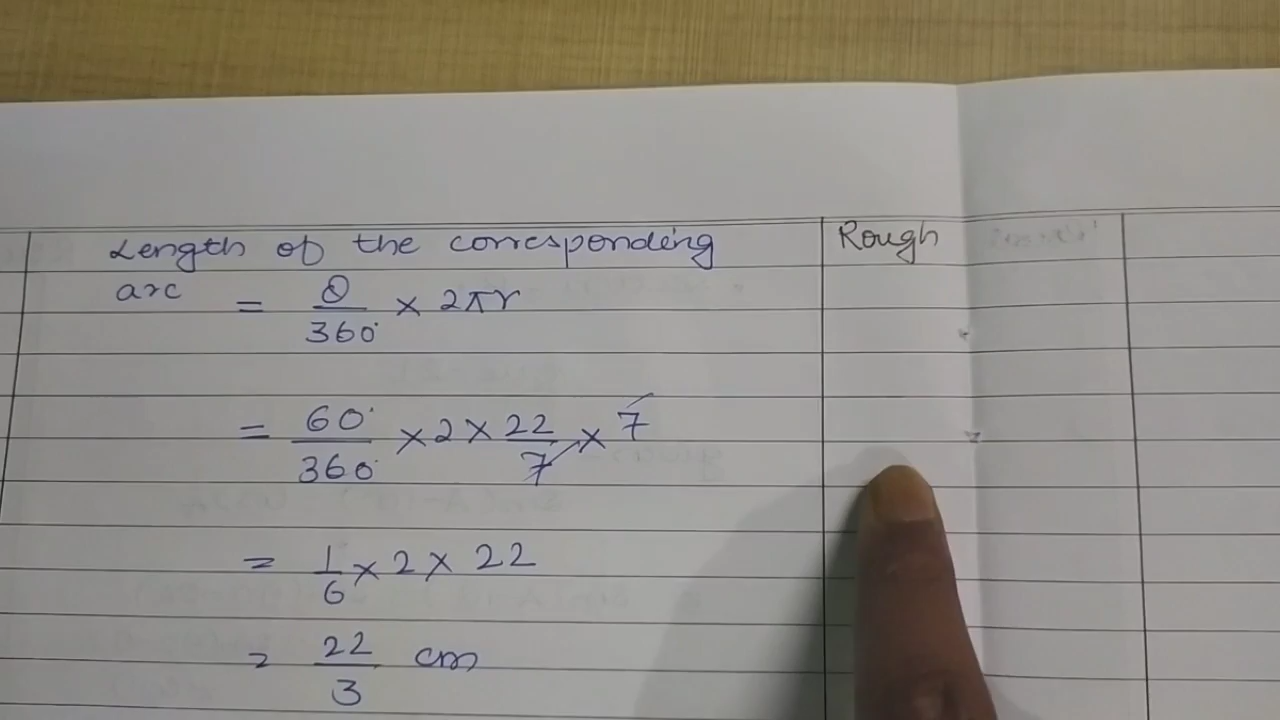 Length of the corresponding
arc = θ/360° × 2πr
= 60°/360° × 2 × 22/7 × 7
= 1/6 × 2 × 22
= 22/3 cm
Rough